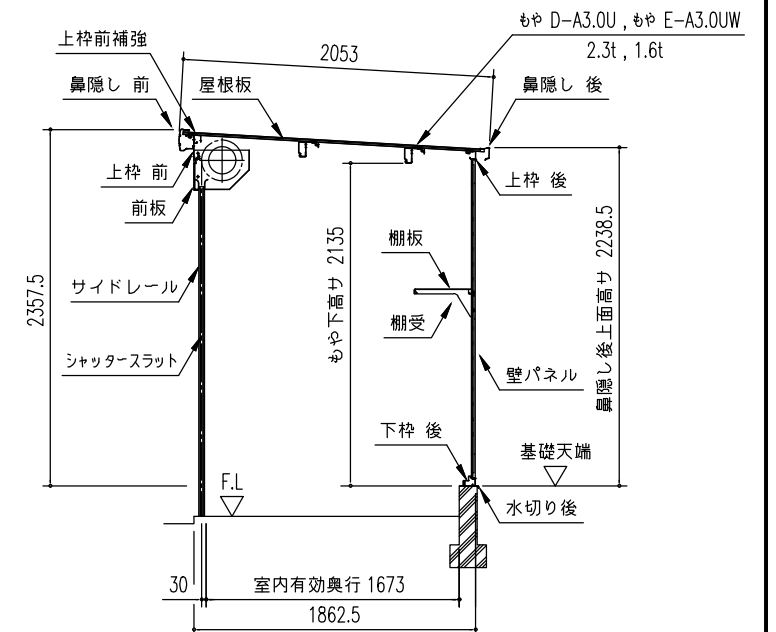 もや D-A3.0U , もや E-A3.0UW
2.3t , 1.6t
上枠前補強
2053
鼻隠し 前
屋根板
鼻隠し 後
上枠 前
上枠 後
前板
棚板
サイドレール
2357.5
もや下高サ 2135
鼻隠し後上面高サ 2238.5
棚受
シャッタースラット
壁パネル
下枠 後
基礎天端
F.L
水切り後
30
室内有効奥行 1673
1862.5